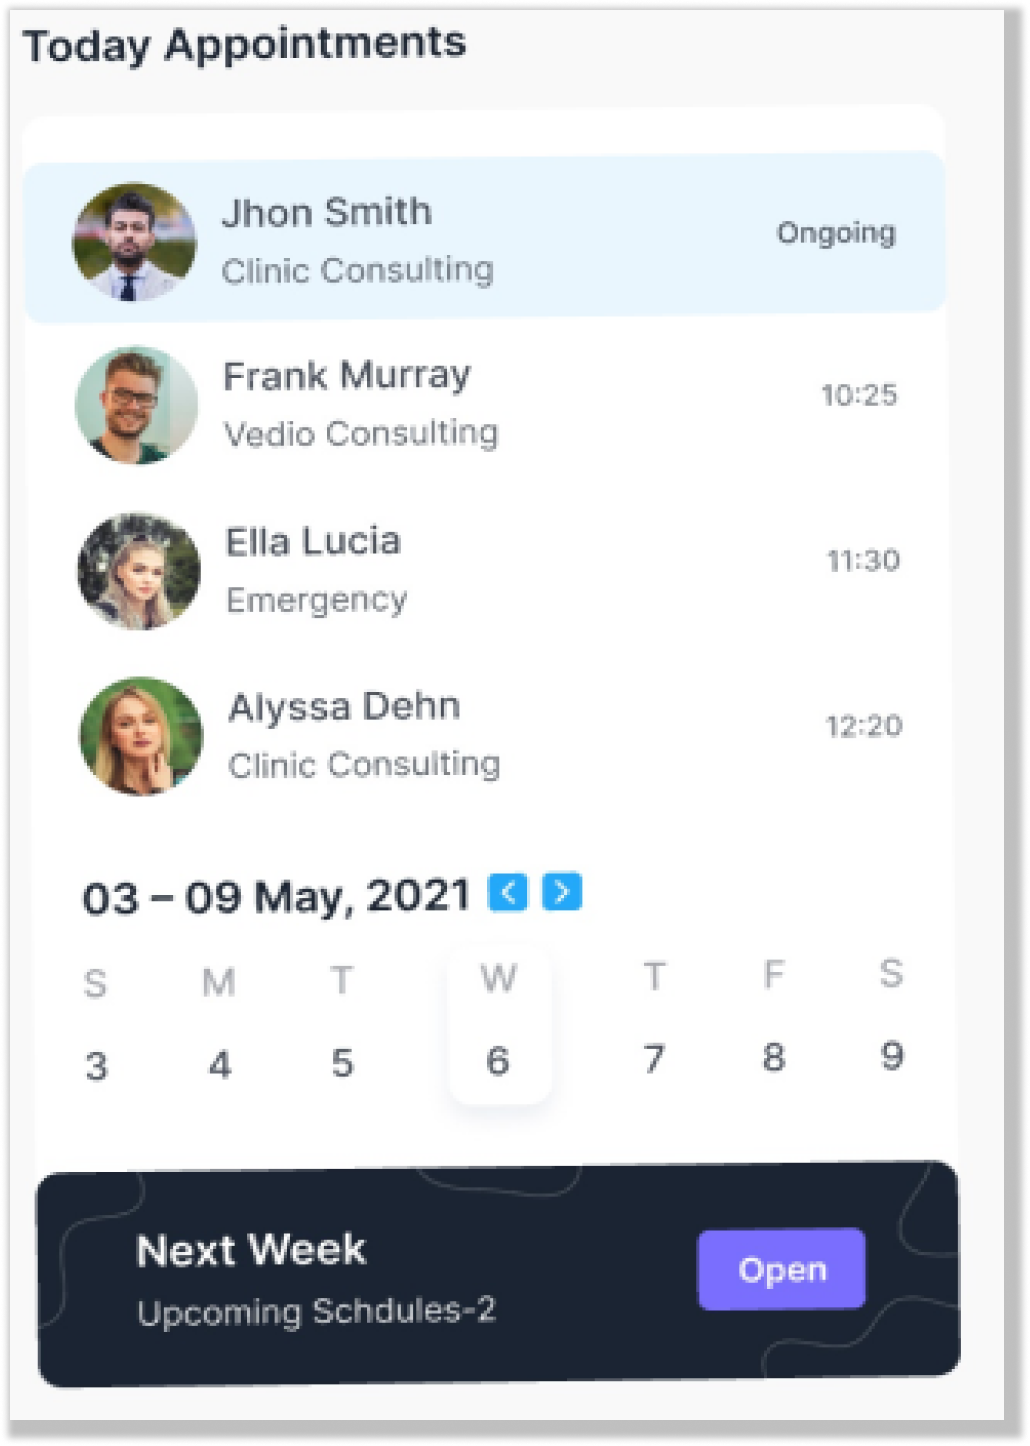 Today Appointments
Jhon Smith
Clinic Consulting
Ongoing
Frank Murray
Vedio Consulting
10:25
Ella Lucia
Emergency
11:30
Alyssa Dehn
Clinic Consulting
12:20
03 – 09 May, 2021
S M T W T F S
3 4 5 6 7 8 9
Next Week
Upcoming Schdules-2
Open